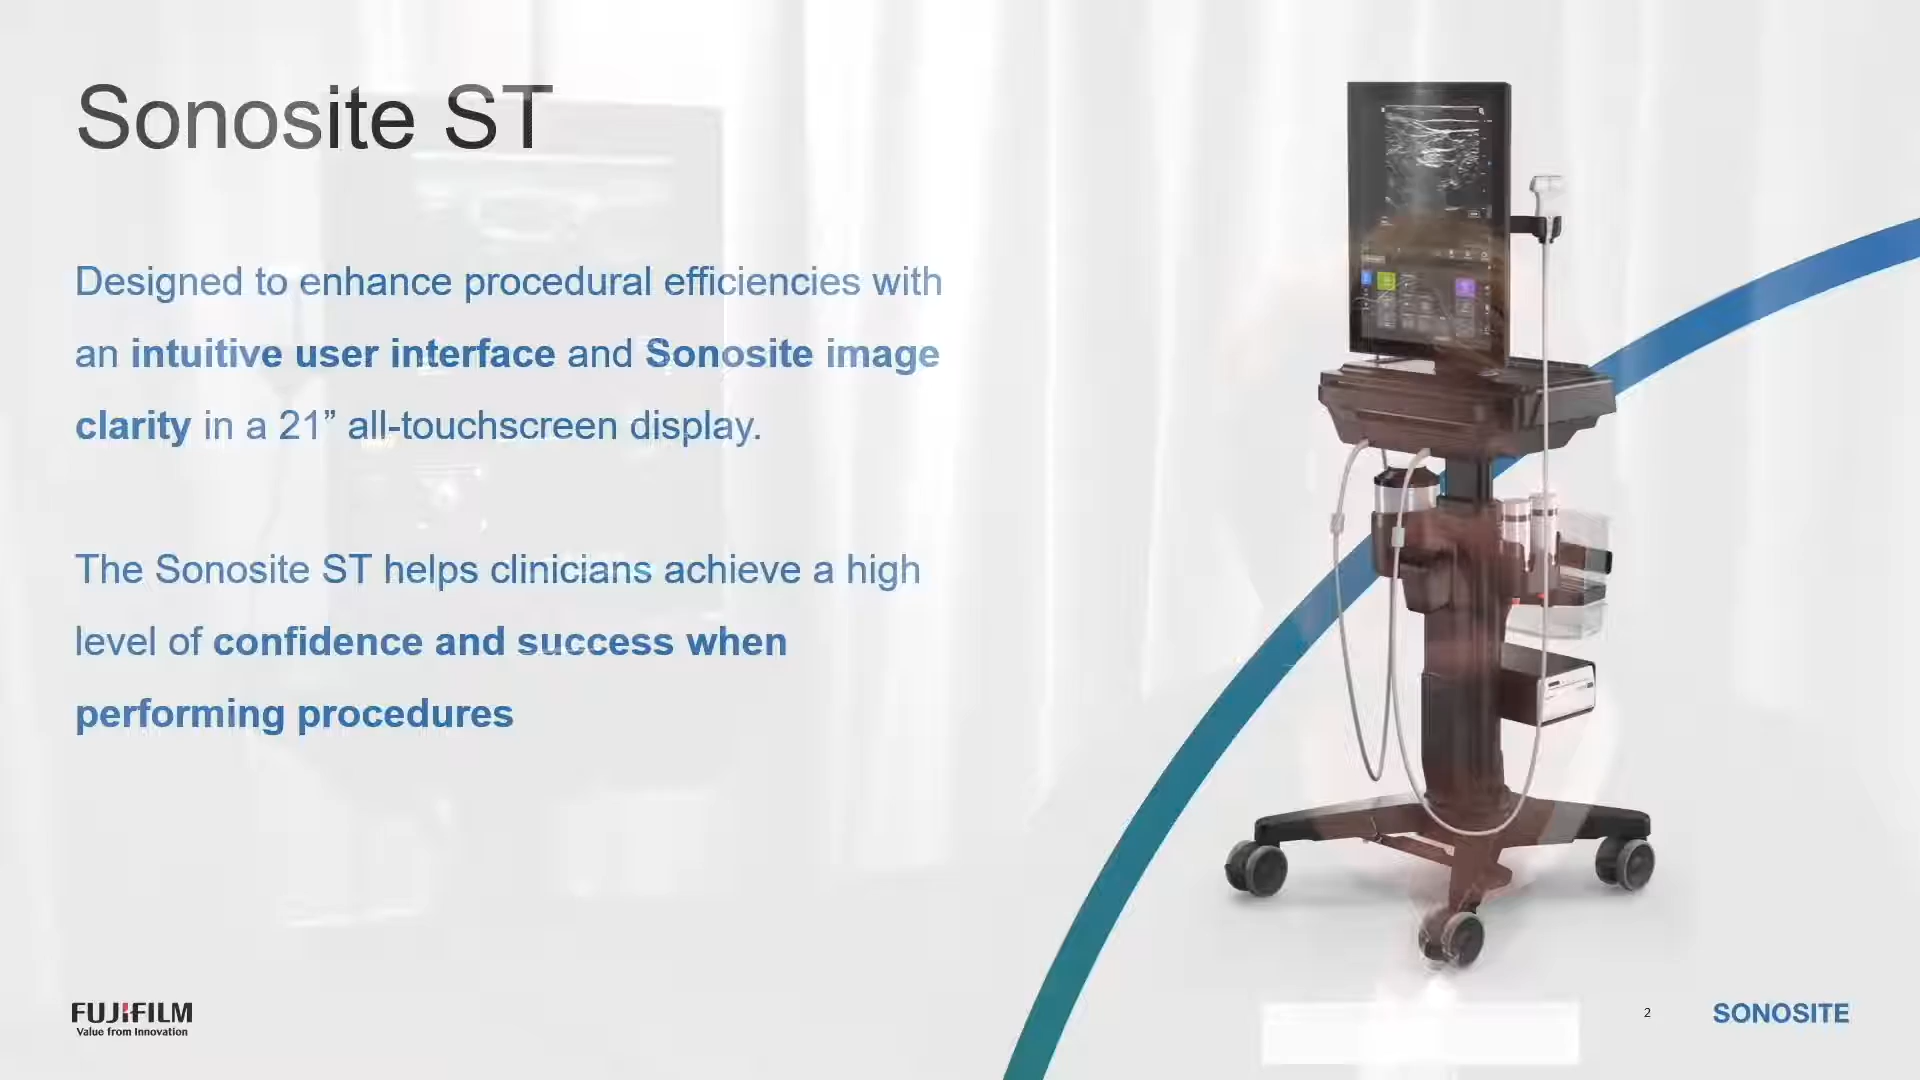 Sonosite ST
Designed to enhance procedural efficiencies with
an intuitive user interface and Sonosite image
clarity in a 21” all-touchscreen display.
The Sonosite ST helps clinicians achieve a high
level of confidence and success when
performing procedures
FUJIFILM
Value from Innovation
2
SONOSITE